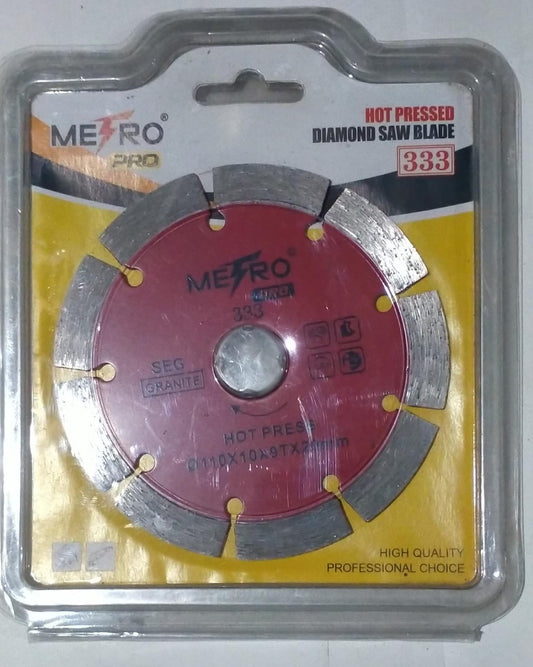 METRO®
PRO
HOT PRESSED
DIAMOND SAW BLADE
333
METRO®
PRO
333
SEG
GRANITE
HOT PRESS
HIGH QUALITY
PROFESSIONAL CHOICE